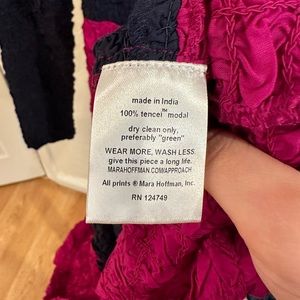 made in India
100% tencel™ modal
dry clean only,
preferably "green"
WEAR MORE, WASH LESS.
give this piece a long life.
MARAHOFFMAN.COM/APPROACH
All prints ® Mara Hoffman, Inc.
RN 124749